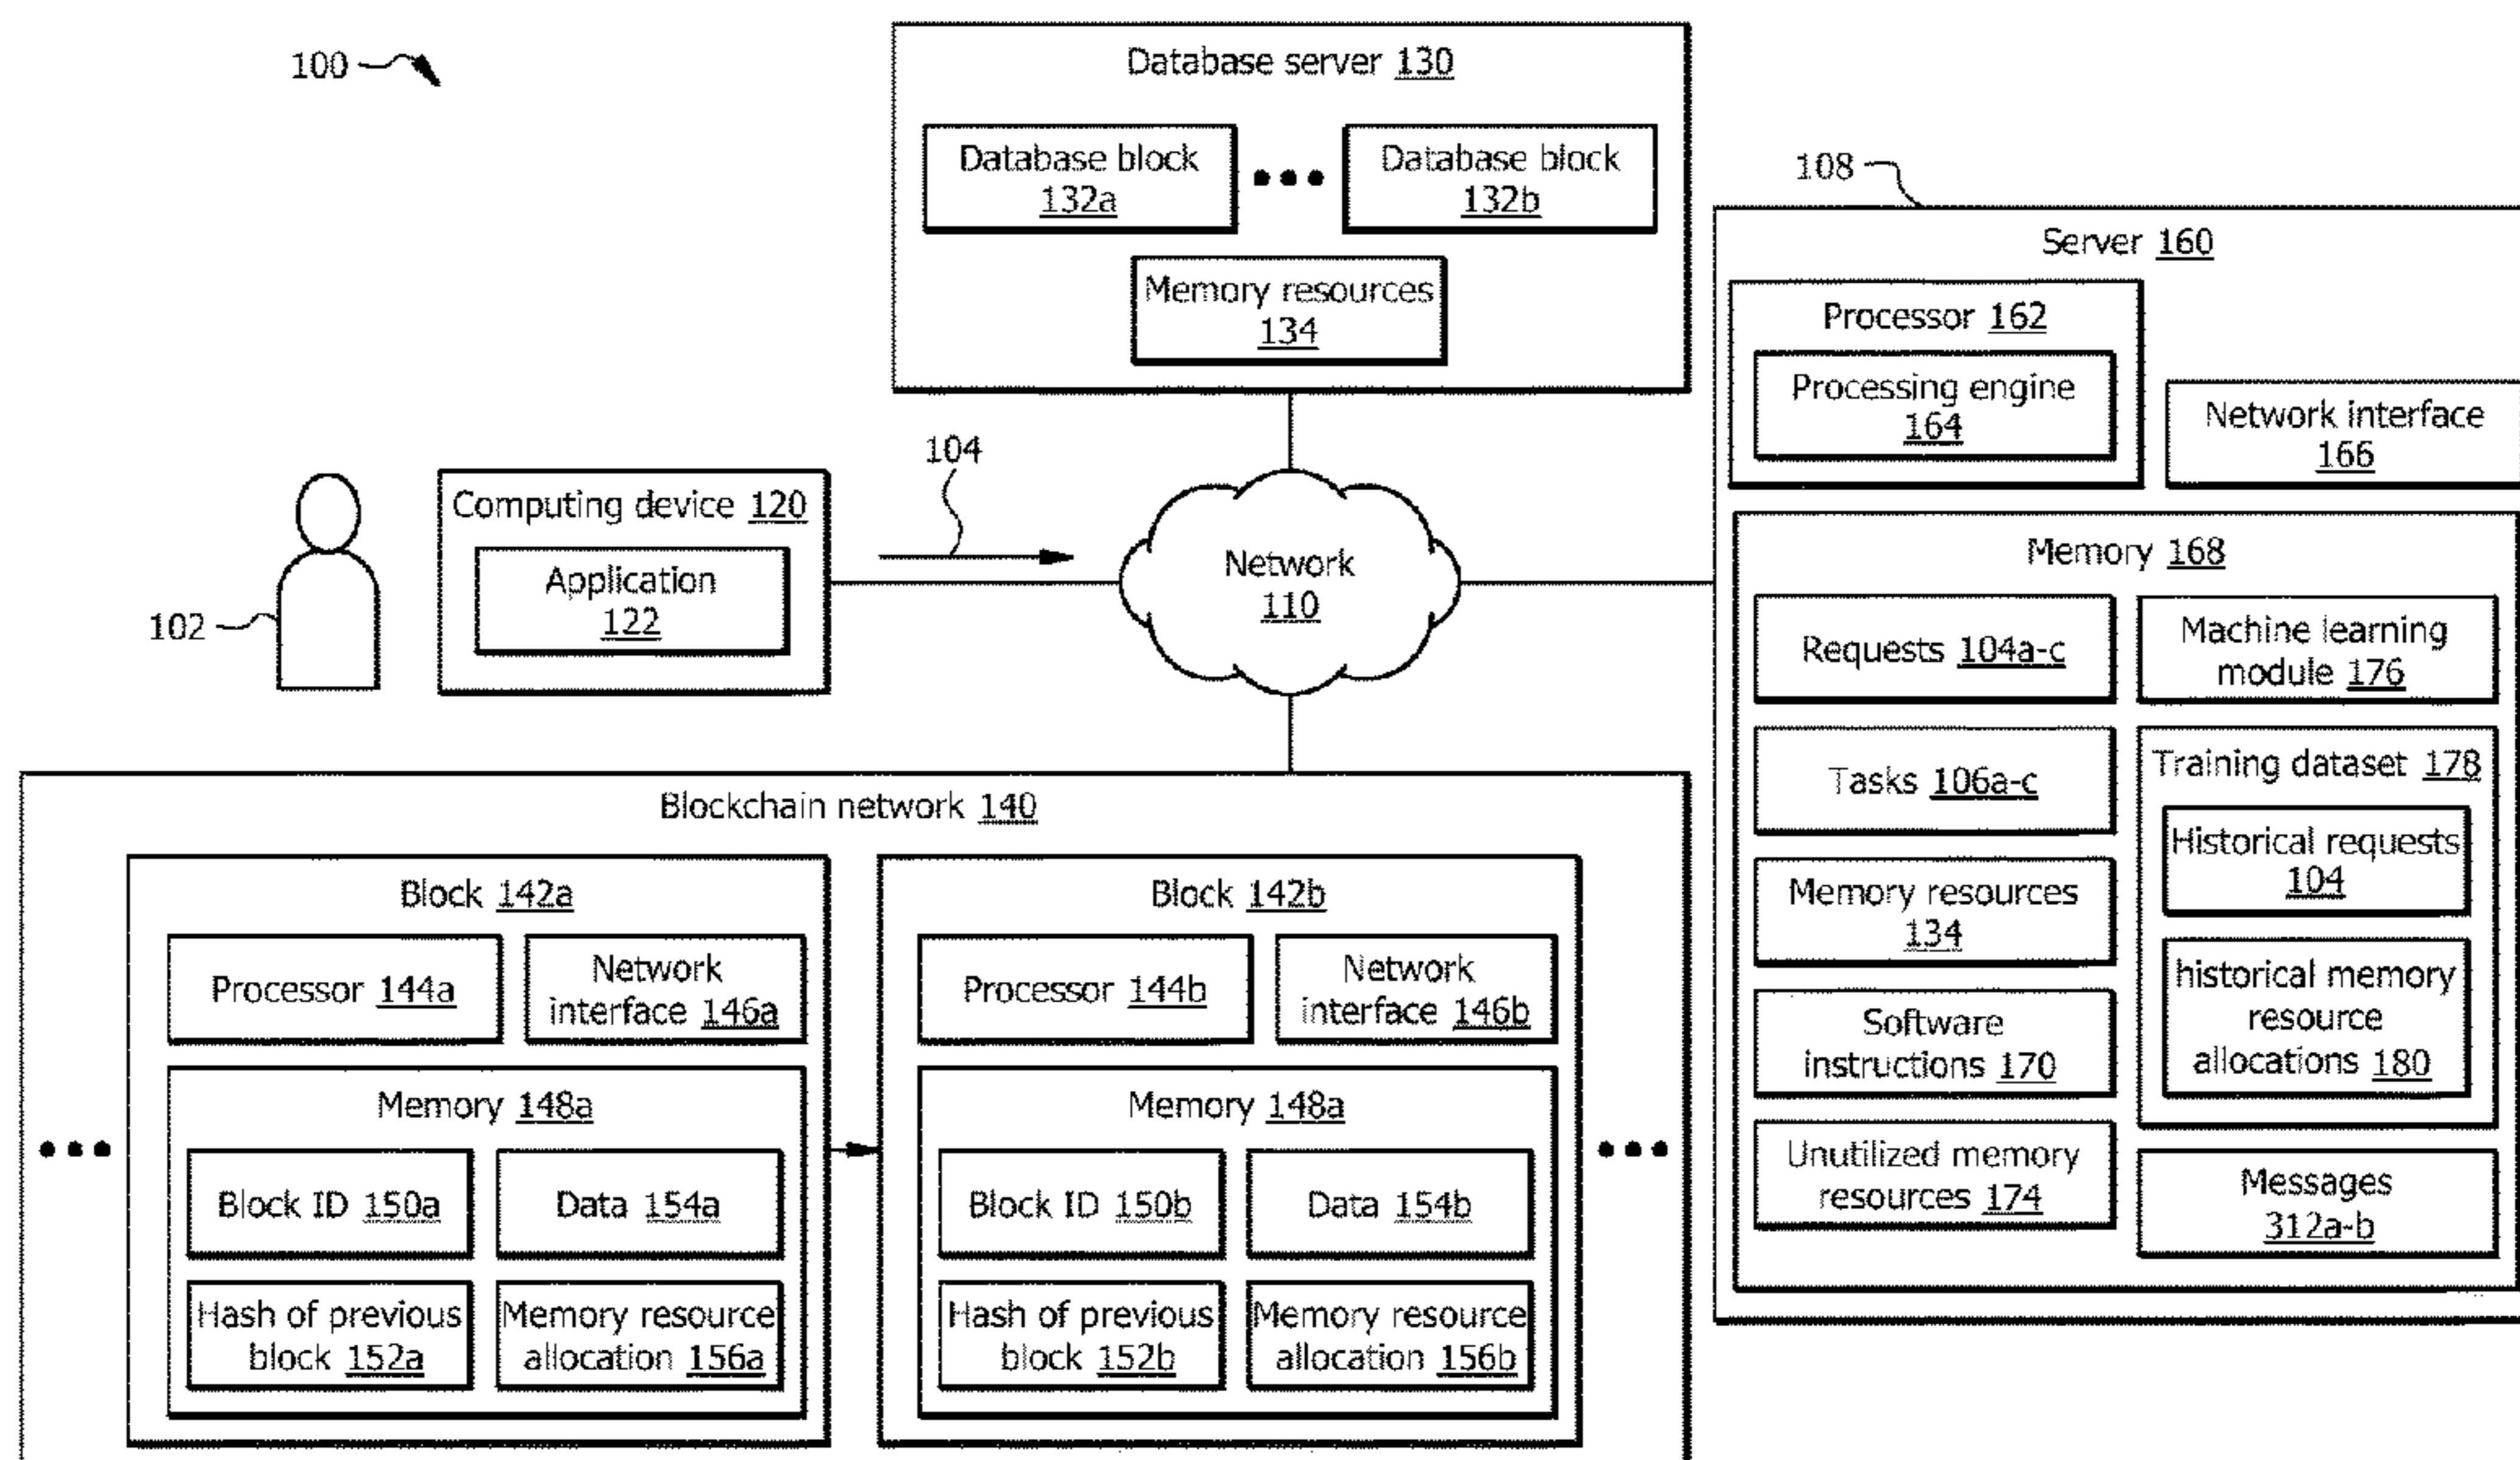 100
Database server 130
Database block
132a
Database block
132b
Memory resources
134
108
Server 160
Processor 162
Processing engine
164
Network interface
166
102
Computing device 120
Application
122
104
Network
110
Memory 168
Requests 104a-c
Machine learning
module 176
Tasks 106a-c
Training dataset 178
Historical requests
104
Memory resources
134
historical memory
resource
allocations 180
Software
instructions 170
Unutilized memory
resources 174
Messages
312a-b
Blockchain network 140
Block 142a
Processor 144a
Network
interface 146a
Memory 148a
Block ID 150a
Data 154a
Hash of previous
block 152a
Memory resource
allocation 156a
Block 142b
Processor 144b
Network
interface 146b
Memory 148a
Block ID 150b
Data 154b
Hash of previous
block 152b
Memory resource
allocation 156b